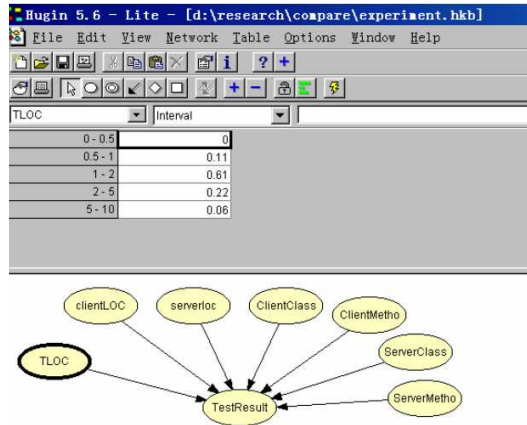 Hugin 5.6 - Lite - [d:\research\compare\experiment.hkb]
File Edit View Network Table Options Window Help
TLOC Interval
0 - 0.5 0
0.5 - 1 0.11
1 - 2 0.61
2 - 5 0.22
5 - 10 0.06
clientLOC serverloc ClientClass ClientMetho
ServerClass
TLOC
ServerMetho
TestResult